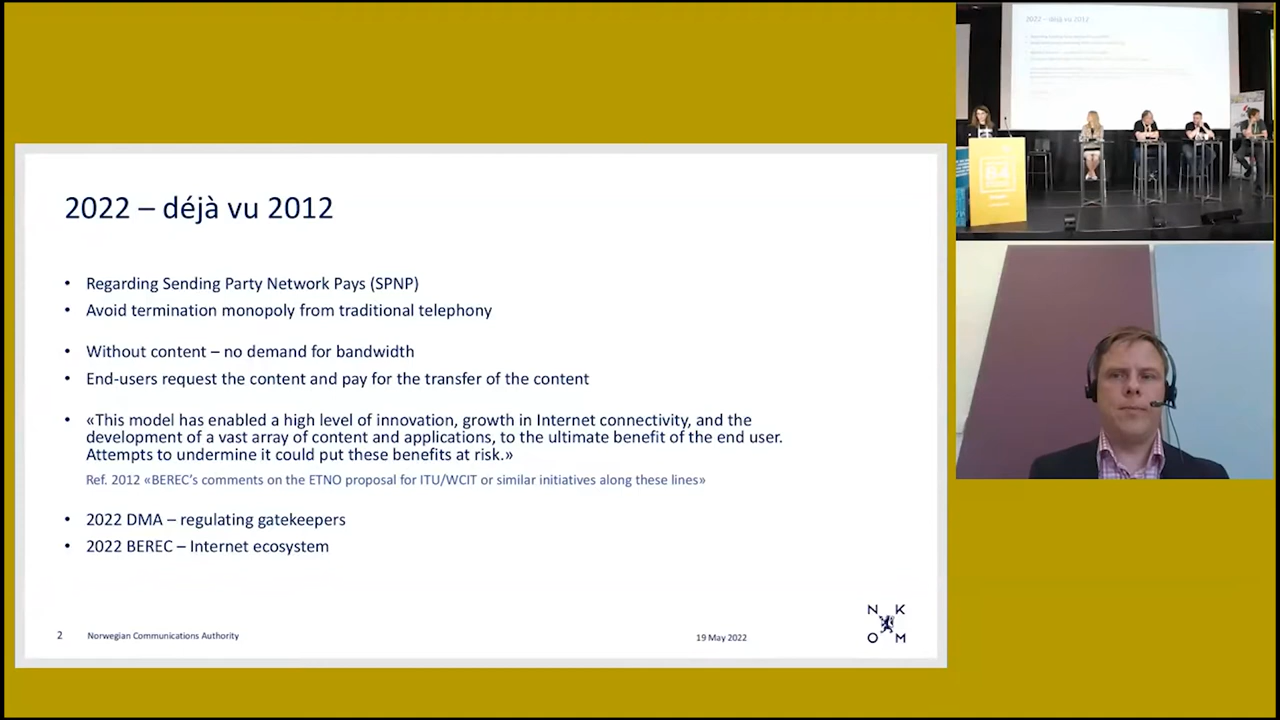 2022 – déjà vu 2012
• Regarding Sending Party Network Pays (SPNP)
• Avoid termination monopoly from traditional telephony
• Without content – no demand for bandwidth
• End-users request the content and pay for the transfer of the content
• «This model has enabled a high level of innovation, growth in Internet connectivity, and the
development of a vast array of content and applications, to the ultimate benefit of the end user.
Attempts to undermine it could put these benefits at risk.»
Ref. 2012 «BEREC's comments on the ETNO proposal for ITU/WCIT or similar initiatives along these lines»
• 2022 DMA – regulating gatekeepers
• 2022 BEREC – Internet ecosystem
2 Norwegian Communications Authority 19 May 2022
N K
O M
2022 – déjà vu 2012